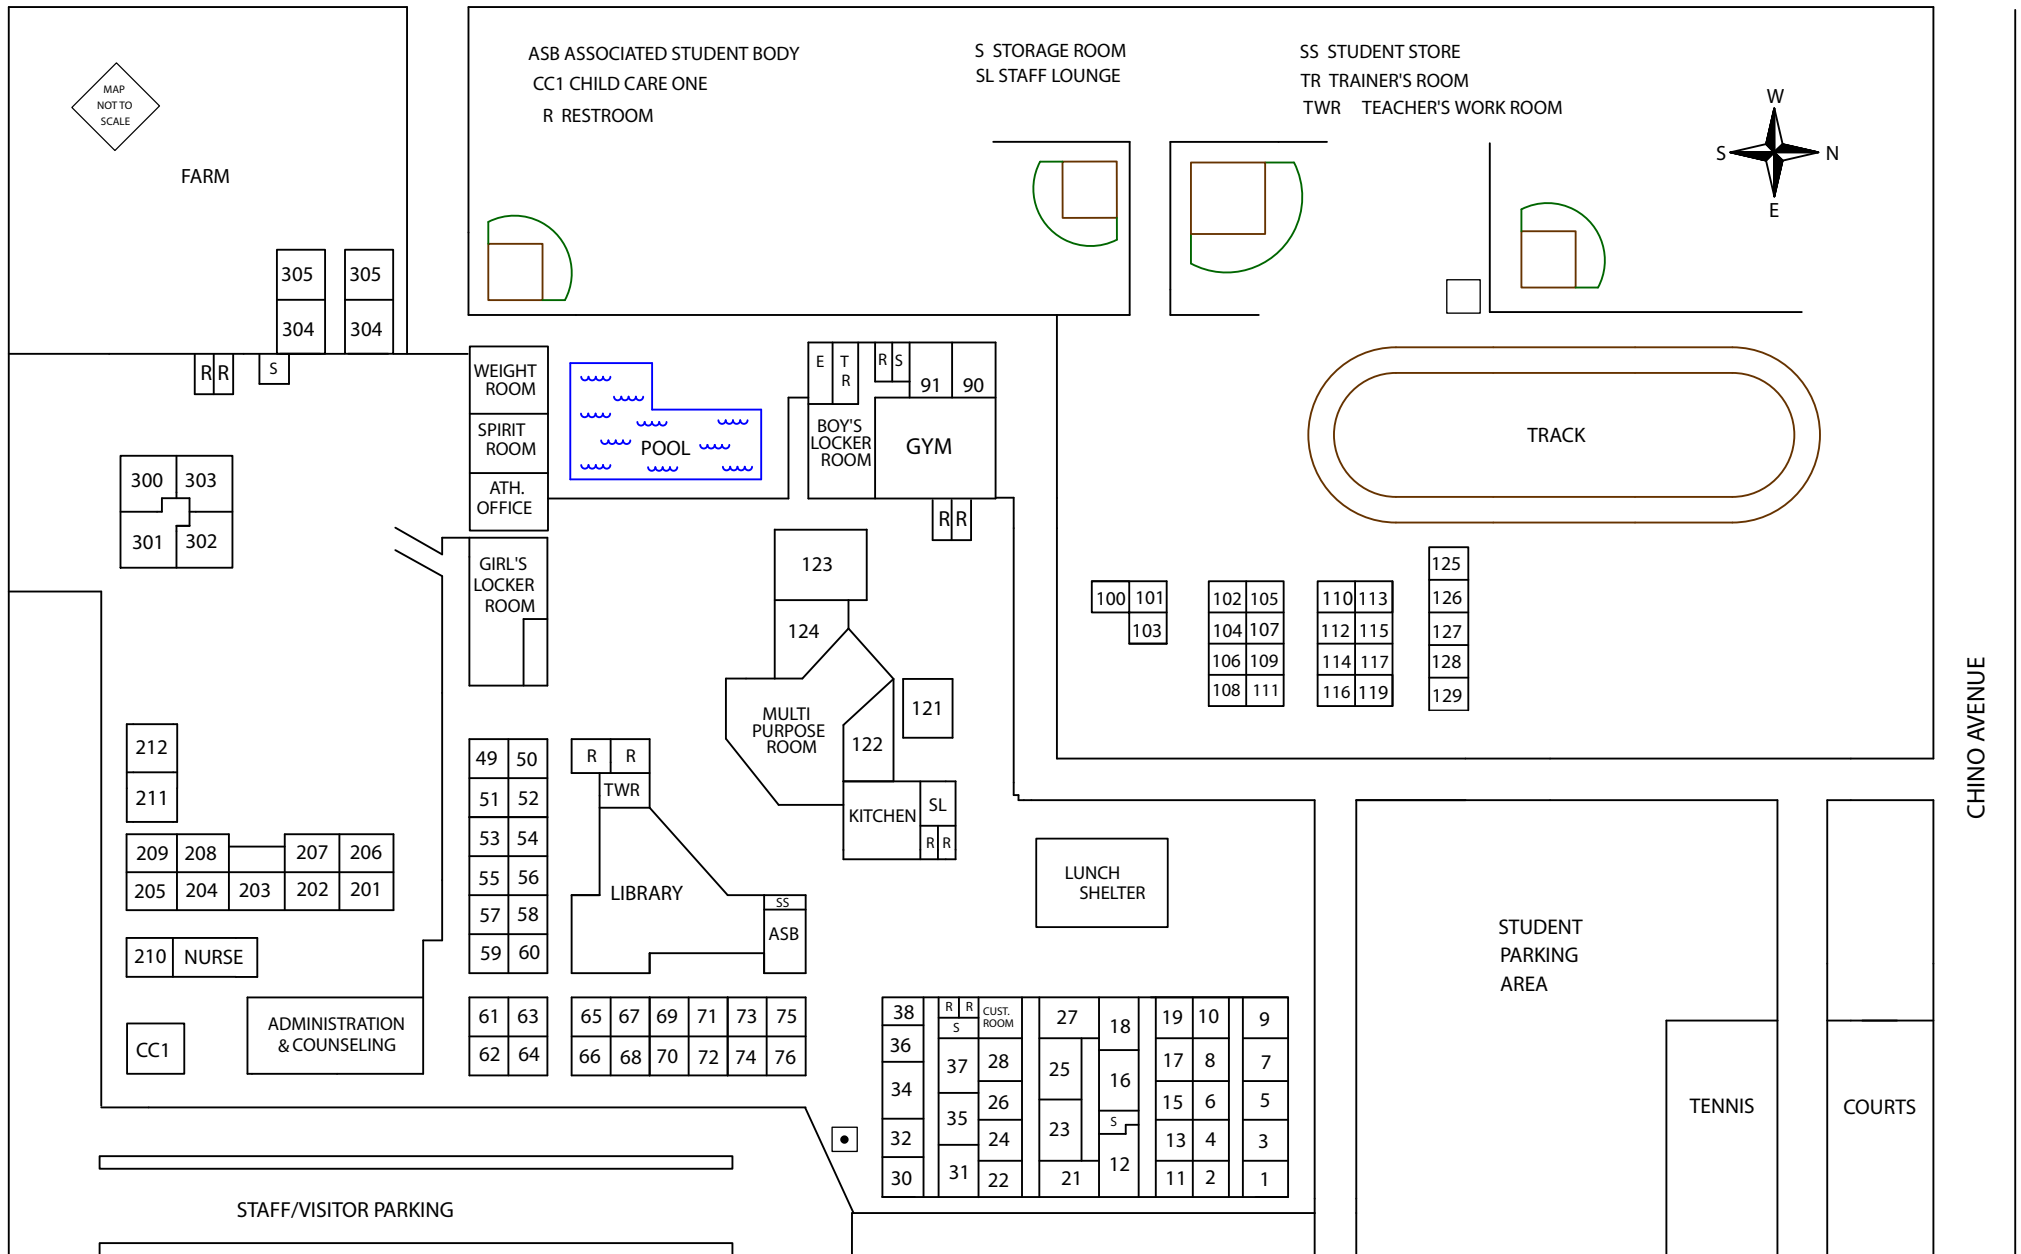 ASB ASSOCIATED STUDENT BODY
CC1 CHILD CARE ONE
R RESTROOM
S STORAGE ROOM
SL STAFF LOUNGE
SS STUDENT STORE
TR TRAINER'S ROOM
TWR TEACHER'S WORK ROOM
W
S N
E
MAP
NOT TO
SCALE
FARM
305 305
304 304
R R S
WEIGHT
ROOM
SPIRIT
ROOM
ATH.
OFFICE
POOL
E T R S
R
91 90
BOY'S
LOCKER
ROOM
GYM
R R
TRACK
300 303
301 302
GIRL'S
LOCKER
ROOM
123
124
MULTI
PURPOSE
ROOM
121
122
KITCHEN SL
R R
100 101
103
102 105
104 107
106 109
108 111
110 113
112 115
114 117
116 119
125
126
127
128
129
CHINO AVENUE
212
211
209 208 207 206
205 204 203 202 201
210 NURSE
CC1
ADMINISTRATION
& COUNSELING
49 50
51 52
53 54
55 56
57 58
59 60
61 63
62 64
R R
TWR
LIBRARY
SS
ASB
65 67 69 71 73 75
66 68 70 72 74 76
LUNCH
SHELTER
STUDENT
PARKING
AREA
TENNIS COURTS
38
36
34
32
30
R R
S
37
35
31
CUST.
ROOM
28
26
24
22
27
25
23
21
18
16
S
12
19 10
17 8
15 6
13 4
11 2
9
7
5
3
1
STAFF/VISITOR PARKING